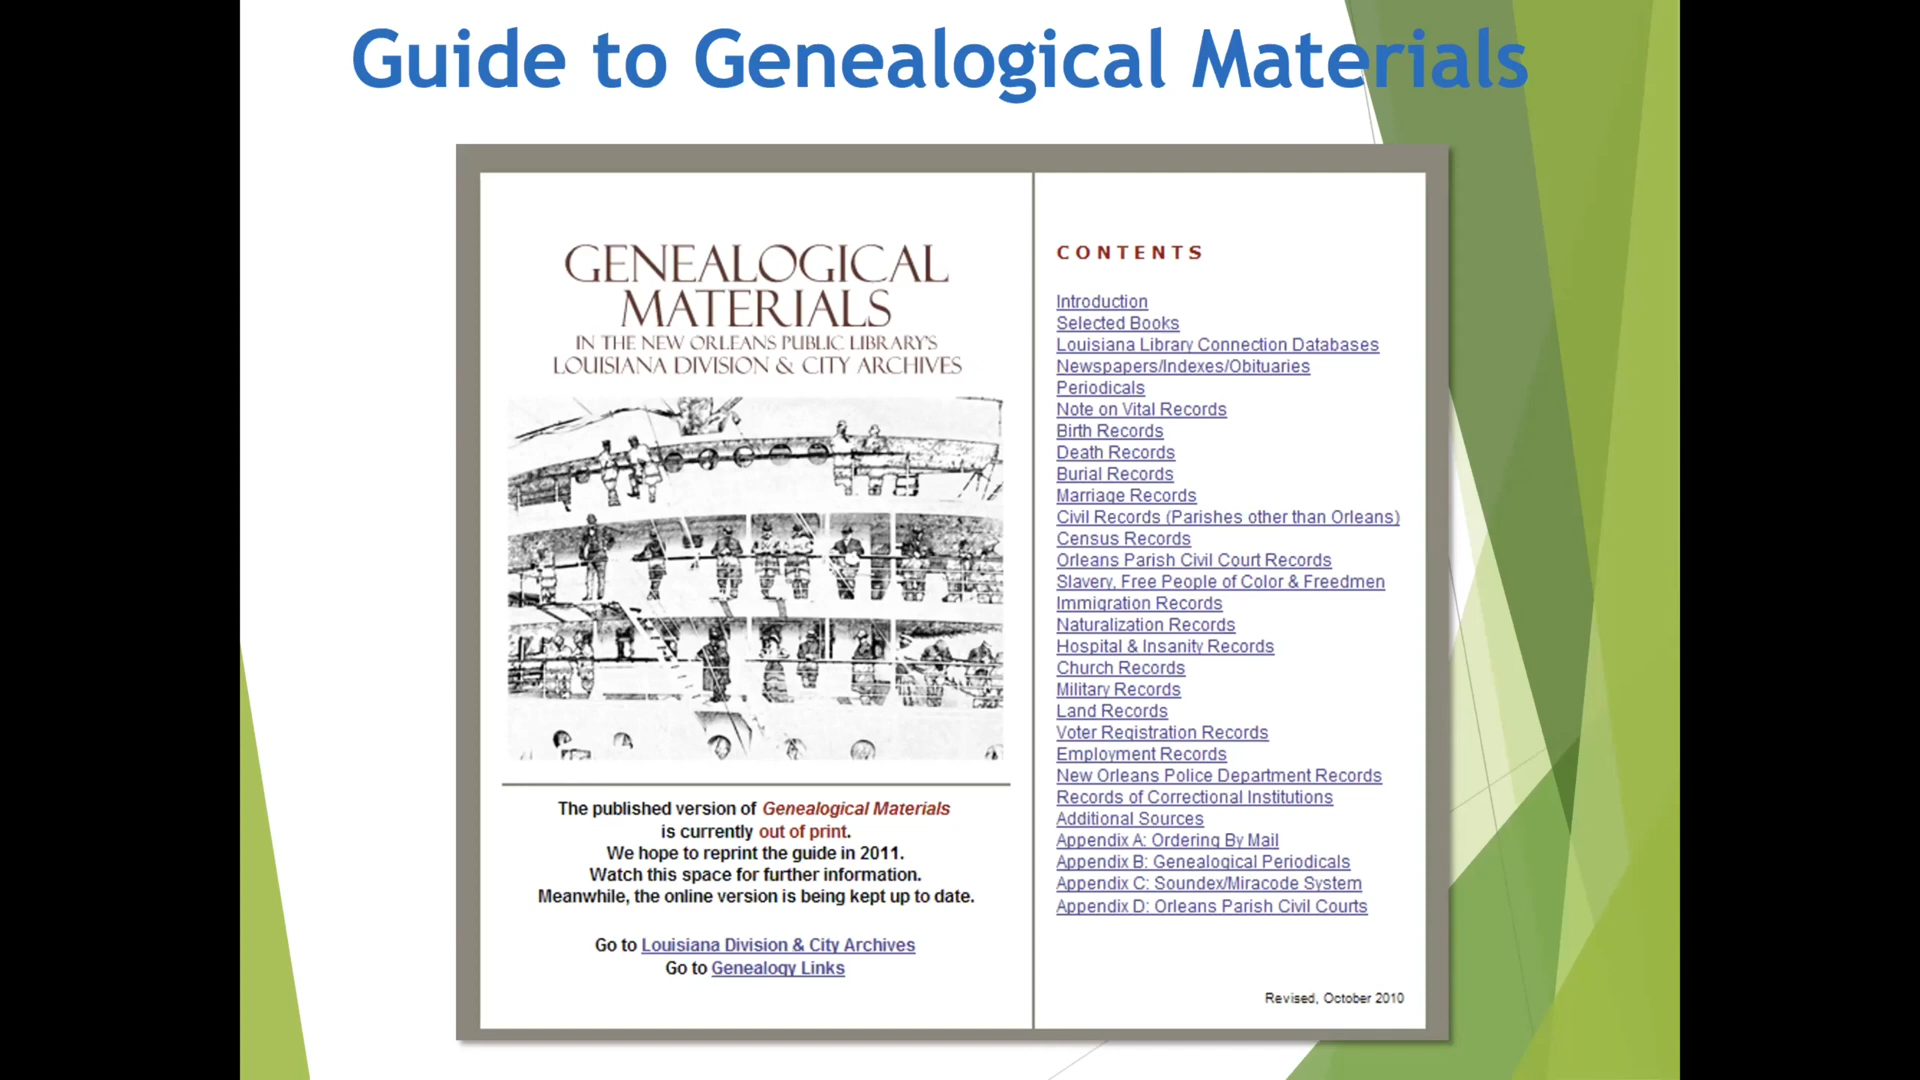 Guide to Genealogical Materials
GENEALOGICAL
MATERIALS
IN THE NEW ORLEANS PUBLIC LIBRARY'S
LOUISIANA DIVISION & CITY ARCHIVES
The published version of Genealogical Materials
is currently out of print.
We hope to reprint the guide in 2011.
Watch this space for further information.
Meanwhile, the online version is being kept up to date.
Go to Louisiana Division & City Archives
Go to Genealogy Links
CONTENTS
Introduction
Selected Books
Louisiana Library Connection Databases
Newspapers/Indexes/Obituaries
Periodicals
Note on Vital Records
Birth Records
Death Records
Burial Records
Marriage Records
Civil Records (Parishes other than Orleans)
Census Records
Orleans Parish Civil Court Records
Slavery, Free People of Color & Freedmen
Immigration Records
Naturalization Records
Hospital & Insanity Records
Church Records
Military Records
Land Records
Voter Registration Records
Employment Records
New Orleans Police Department Records
Records of Correctional Institutions
Additional Sources
Appendix A: Ordering By Mail
Appendix B: Genealogical Periodicals
Appendix C: Soundex/Miracode System
Appendix D: Orleans Parish Civil Courts
Revised, October 2010